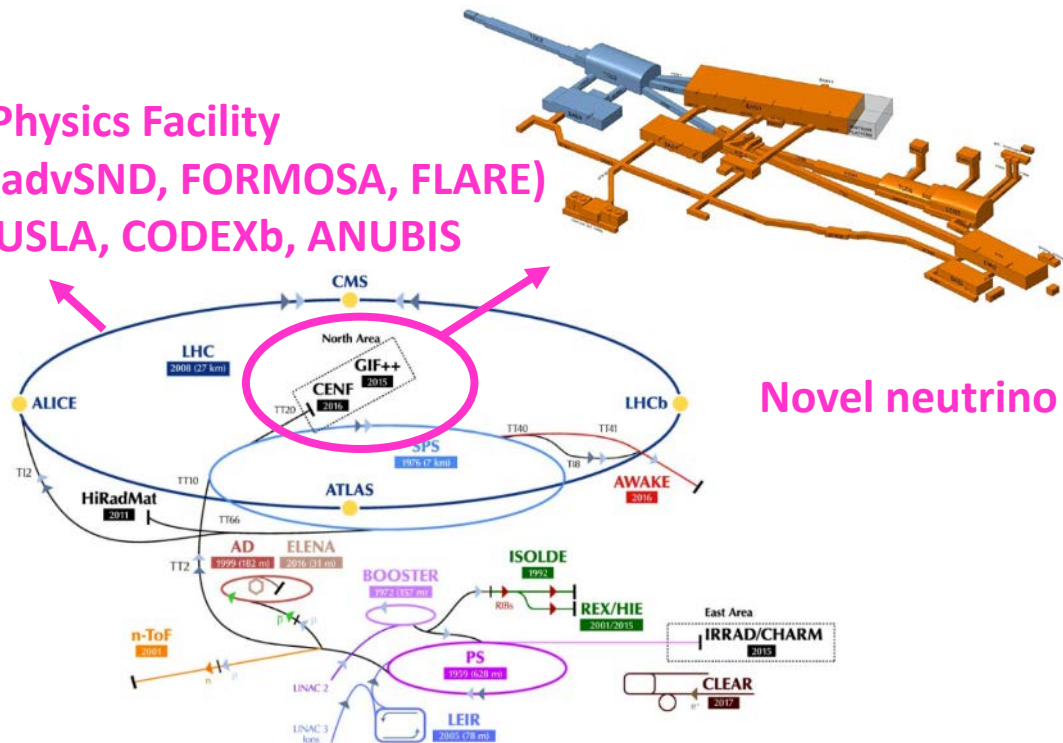 Physics Facility
advSND, FORMOSA, FLARE)
USLA, CODEXb, ANUBIS
CMS
North Area
LHC
2008 (27 km)
GIF++
2015
CENF
2016
ALICE
LHCb
Novel neutrino
TT20
TT40
TT41
SPS
1976 (7 km)
TI8
TI2
TT10
ATLAS
AWAKE
2016
HiRadMat
2011
TT66
AD
1999 (182 m)
ELENA
2016 (31 m)
TT2
ISOLDE
1992
BOOSTER
1972 (157 m)
RIBs
REX/HIE
2001/2015
East Area
IRRAD/CHARM
2015
n-ToF
2001
p
p
n
p
PS
1959 (628 m)
CLEAR
2017
e-
LINAC 2
LEIR
2005 (78 m)
LINAC 3
Ions